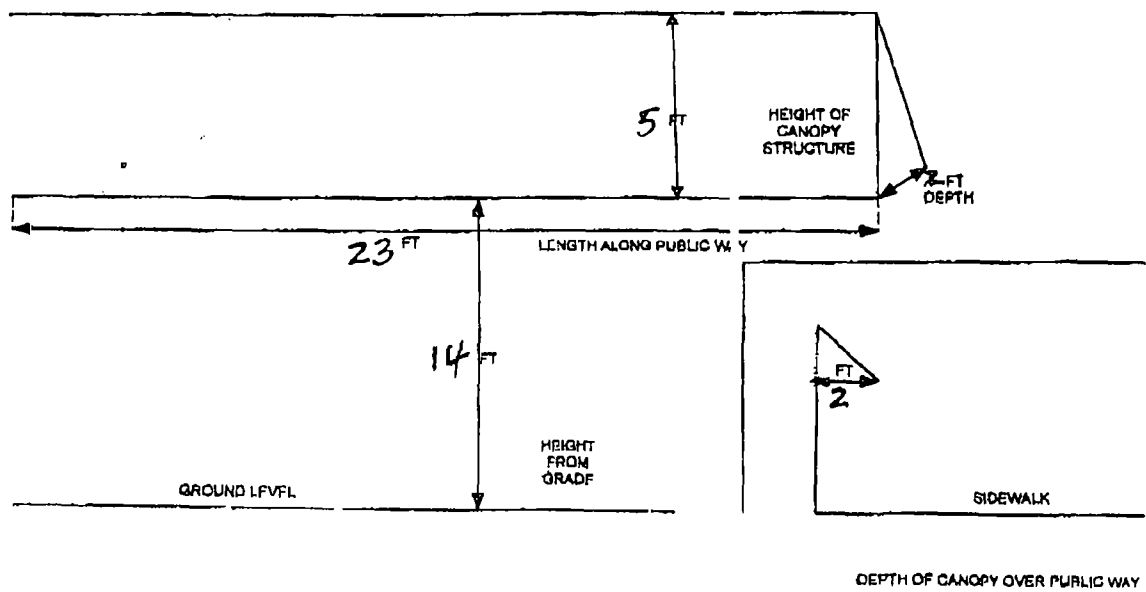 5 FT
HEIGHT OF
CANOPY
STRUCTURE
2 FT
DEPTH
23 FT
LENGTH ALONG PUBLIC WAY
14 FT
FT
2
HEIGHT
FROM
GRADE
GROUND LEVEL
SIDEWALK
DEPTH OF CANOPY OVER PUBLIC WAY